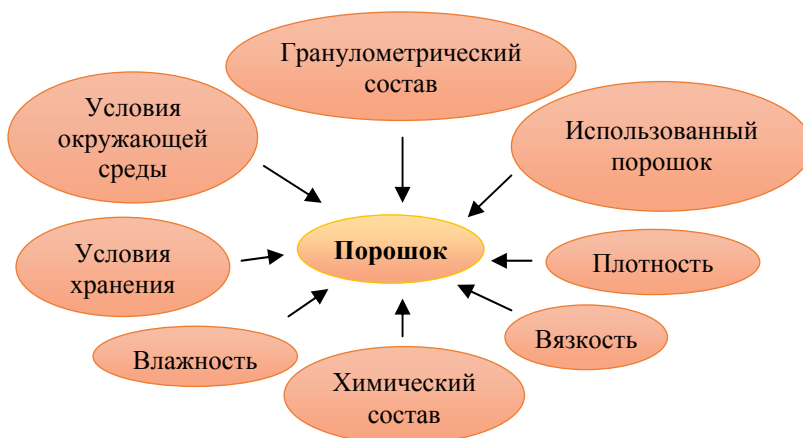 Гранулометрический
состав
Условия
окружающей
среды
Использованный
порошок
Порошок
Условия
хранения
Плотность
Влажность
Вязкость
Химический
состав